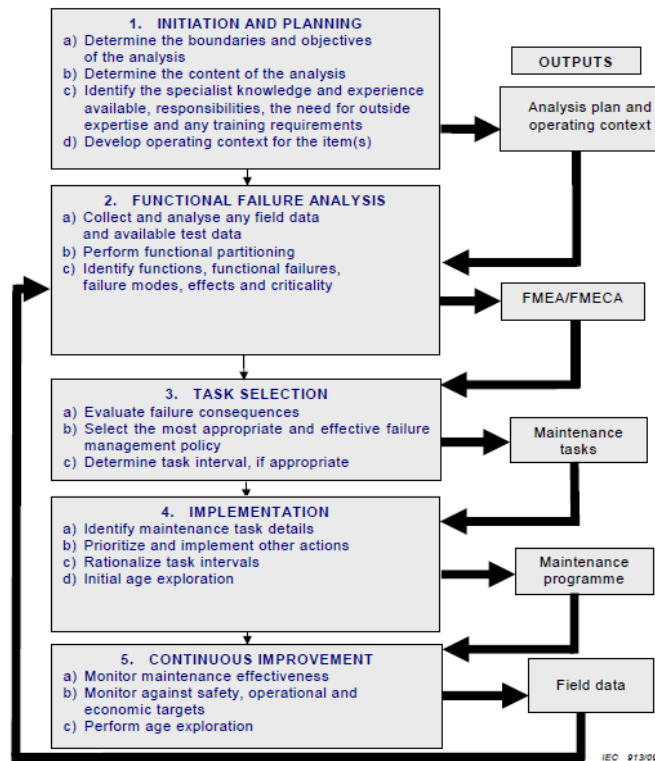 1. INITIATION AND PLANNING
a) Determine the boundaries and objectives
of the analysis
b) Determine the content of the analysis
c) Identify the specialist knowledge and experience
available, responsibilities, the need for outside
expertise and any training requirements
d) Develop operating context for the item(s)
OUTPUTS
Analysis plan and
operating context
2. FUNCTIONAL FAILURE ANALYSIS
a) Collect and analyse any field data
and available test data
b) Perform functional partitioning
c) Identify functions, functional failures,
failure modes, effects and criticality
FMEA/FMECA
3. TASK SELECTION
a) Evaluate failure consequences
b) Select the most appropriate and effective failure
management policy
c) Determine task interval, if appropriate
Maintenance
tasks
4. IMPLEMENTATION
a) Identify maintenance task details
b) Prioritize and implement other actions
c) Rationalize task intervals
d) Initial age exploration
Maintenance
programme
5. CONTINUOUS IMPROVEMENT
a) Monitor maintenance effectiveness
b) Monitor against safety, operational and
economic targets
c) Perform age exploration
Field data
IEC 913/09